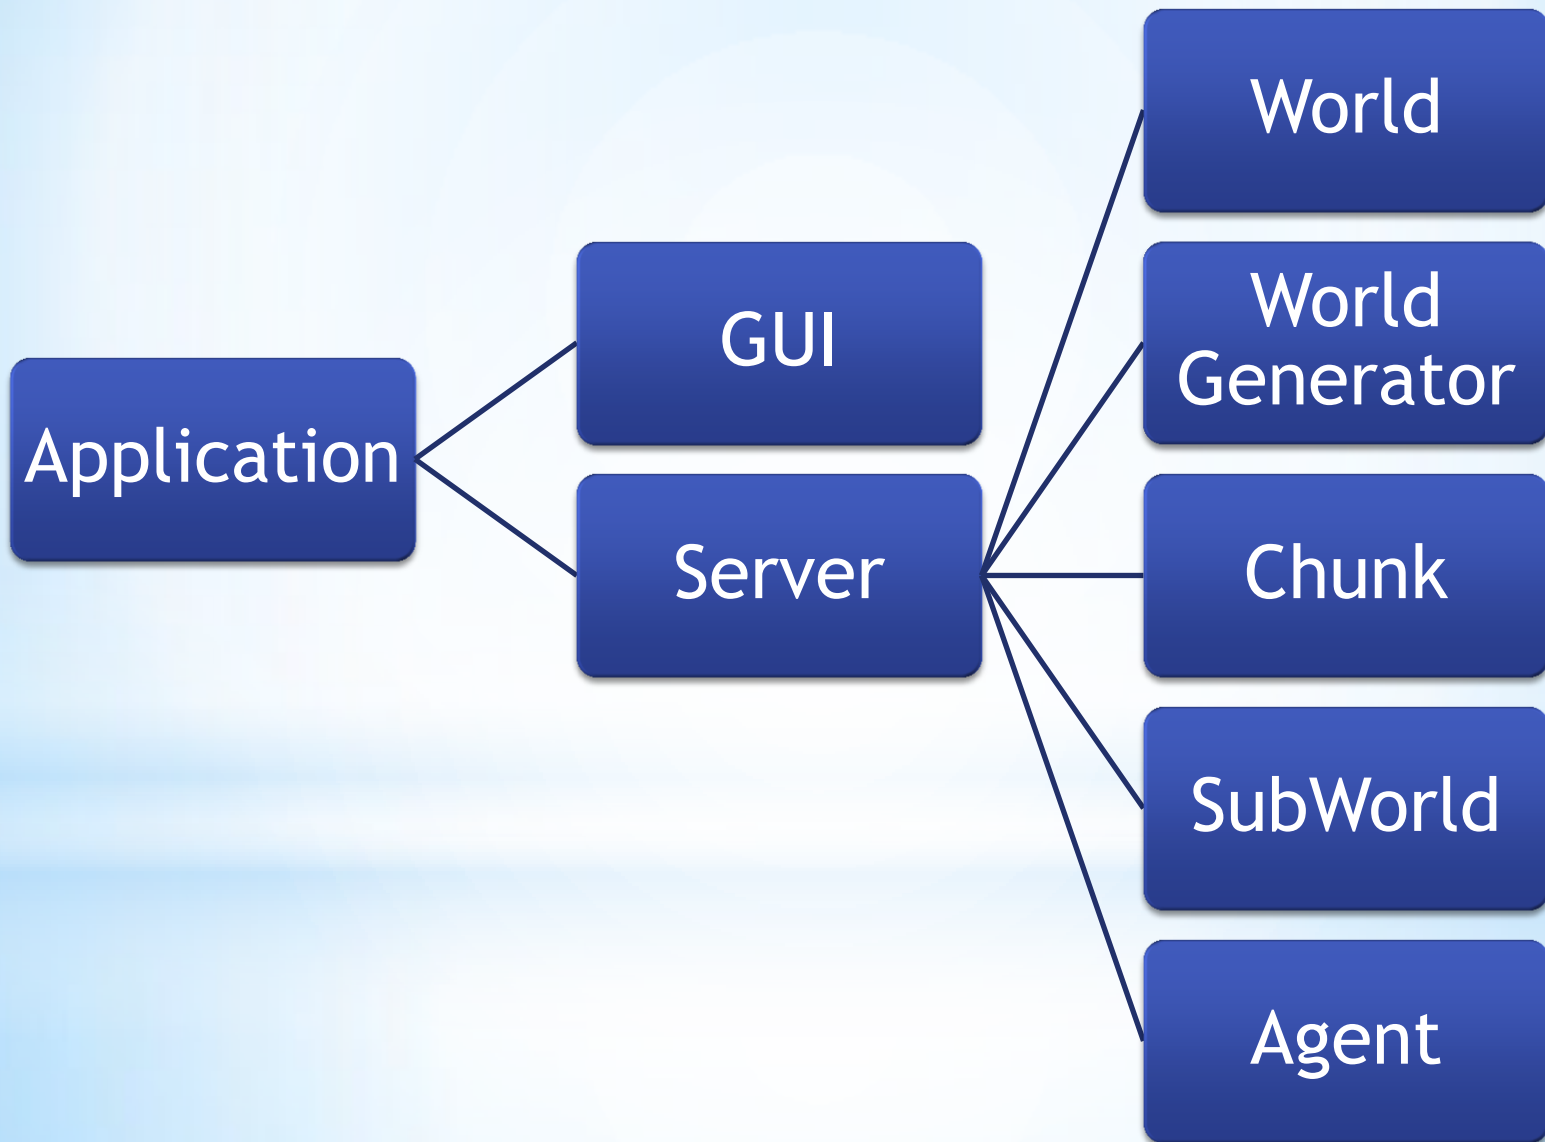 Application
GUI
Server
World
World
Generator
Chunk
SubWorld
Agent